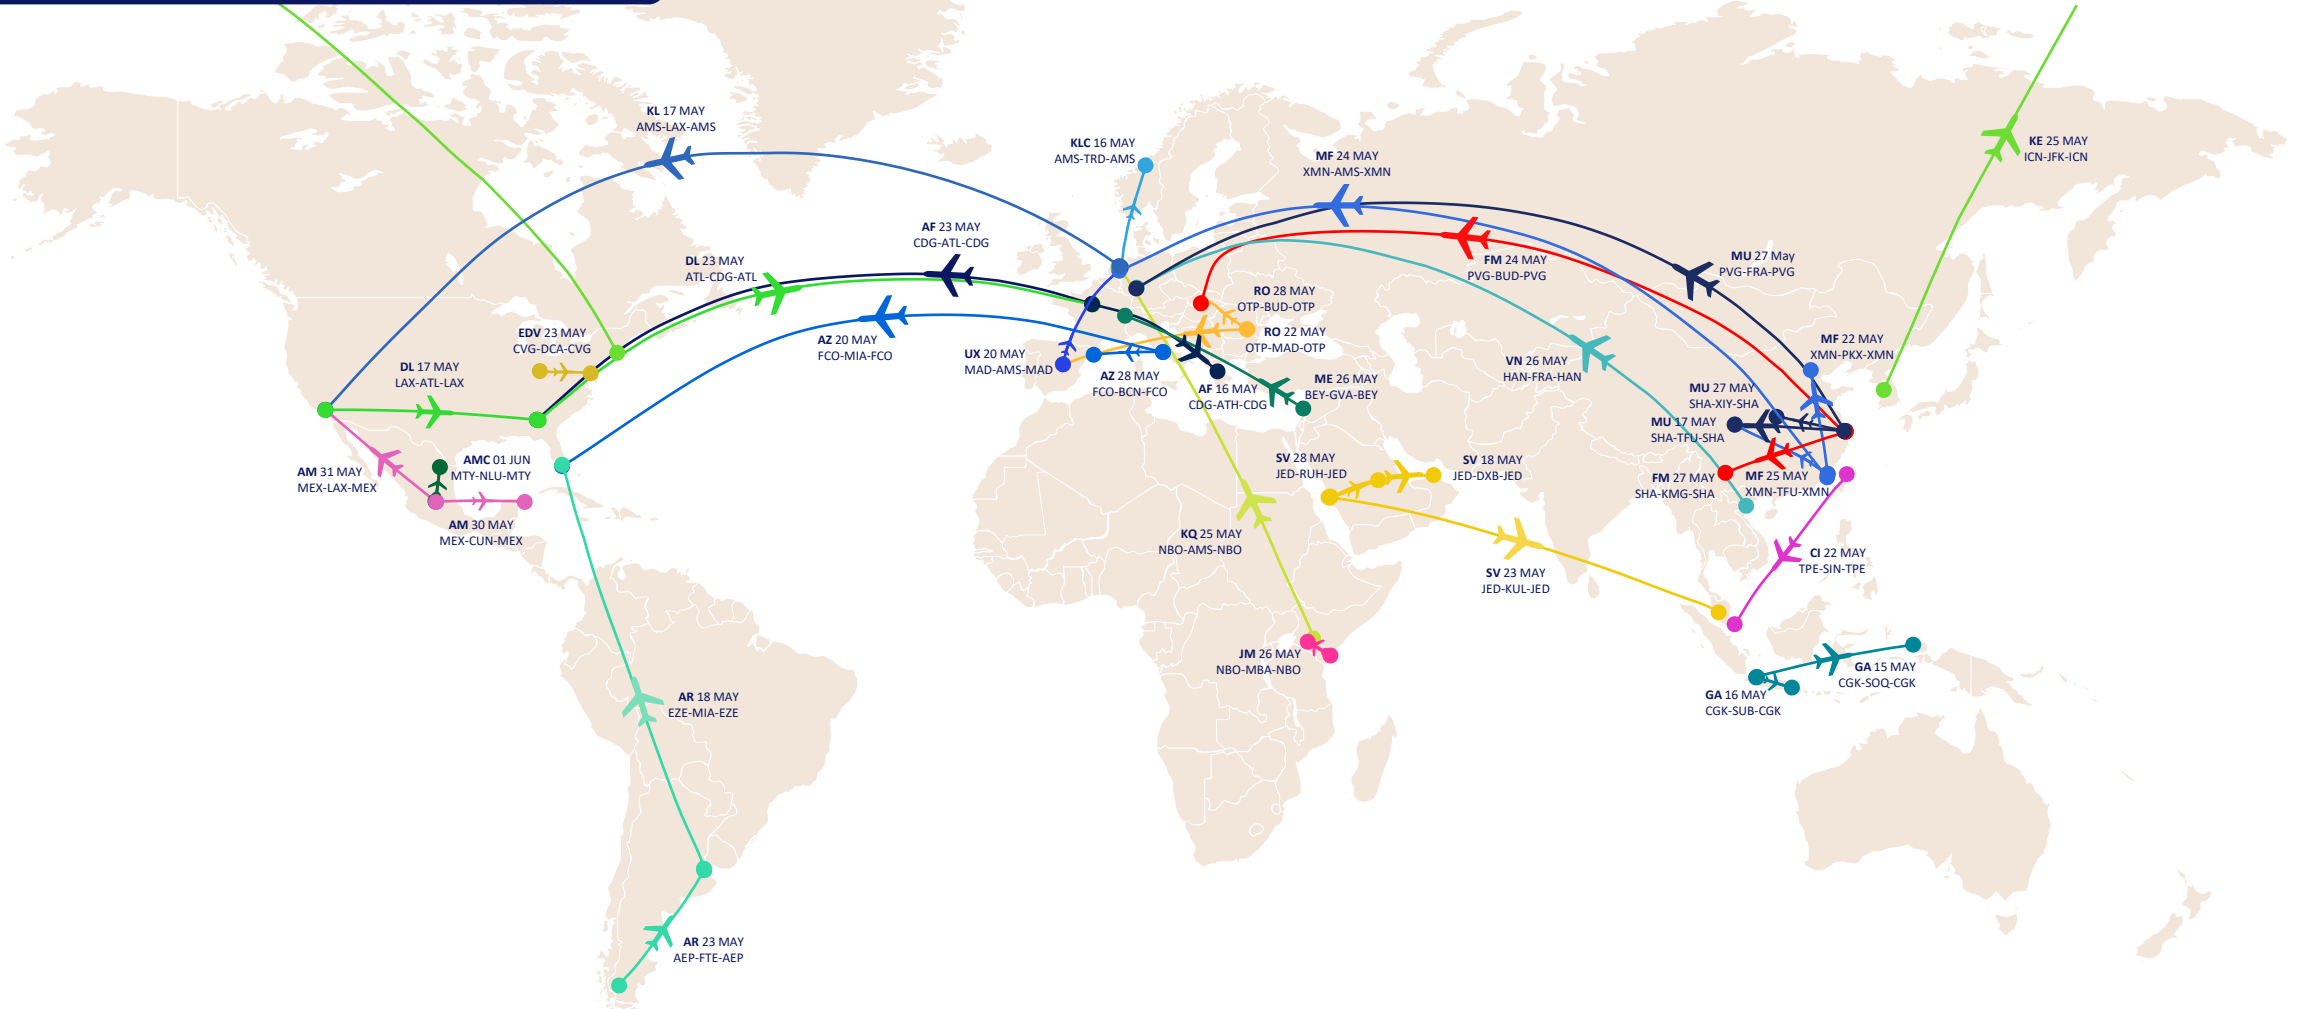 KL 17 MAY
AMS-LAX-AMS
KLC 16 MAY
AMS-TRD-AMS
MF 24 MAY
XMN-AMS-XMN
KE 25 MAY
ICN-JFK-ICN
AF 23 MAY
CDG-ATL-CDG
DL 23 MAY
ATL-CDG-ATL
FM 24 MAY
PVG-BUD-PVG
MU 27 May
PVG-FRA-PVG
RO 28 MAY
OTP-BUD-OTP
EDV 23 MAY
CVG-DCA-CVG
AZ 20 MAY
FCO-MIA-FCO
RO 22 MAY
OTP-MAD-OTP
MF 22 MAY
XMN-PKX-XMN
UX 20 MAY
MAD-AMS-MAD
VN 26 MAY
HAN-FRA-HAN
DL 17 MAY
LAX-ATL-LAX
AZ 28 MAY
FCO-BCN-FCO
AF 16 MAY
CDG-ATH-CDG
ME 26 MAY
BEY-GVA-BEY
MU 27 MAY
SHA-XIY-SHA
MU 17 MAY
SHA-TFU-SHA
AM 31 MAY
MEX-LAX-MEX
AMC 01 JUN
MTY-NLU-MTY
SV 28 MAY
JED-RUH-JED
SV 18 MAY
JED-DXB-JED
FM 27 MAY
SHA-KMG-SHA
MF 25 MAY
XMN-TFU-XMN
AM 30 MAY
MEX-CUN-MEX
KQ 25 MAY
NBO-AMS-NBO
CI 22 MAY
TPE-SIN-TPE
SV 23 MAY
JED-KUL-JED
JM 26 MAY
NBO-MBA-NBO
GA 15 MAY
CGK-SOQ-CGK
GA 16 MAY
CGK-SUB-CGK
AR 18 MAY
EZE-MIA-EZE
AR 23 MAY
AEP-FTE-AEP